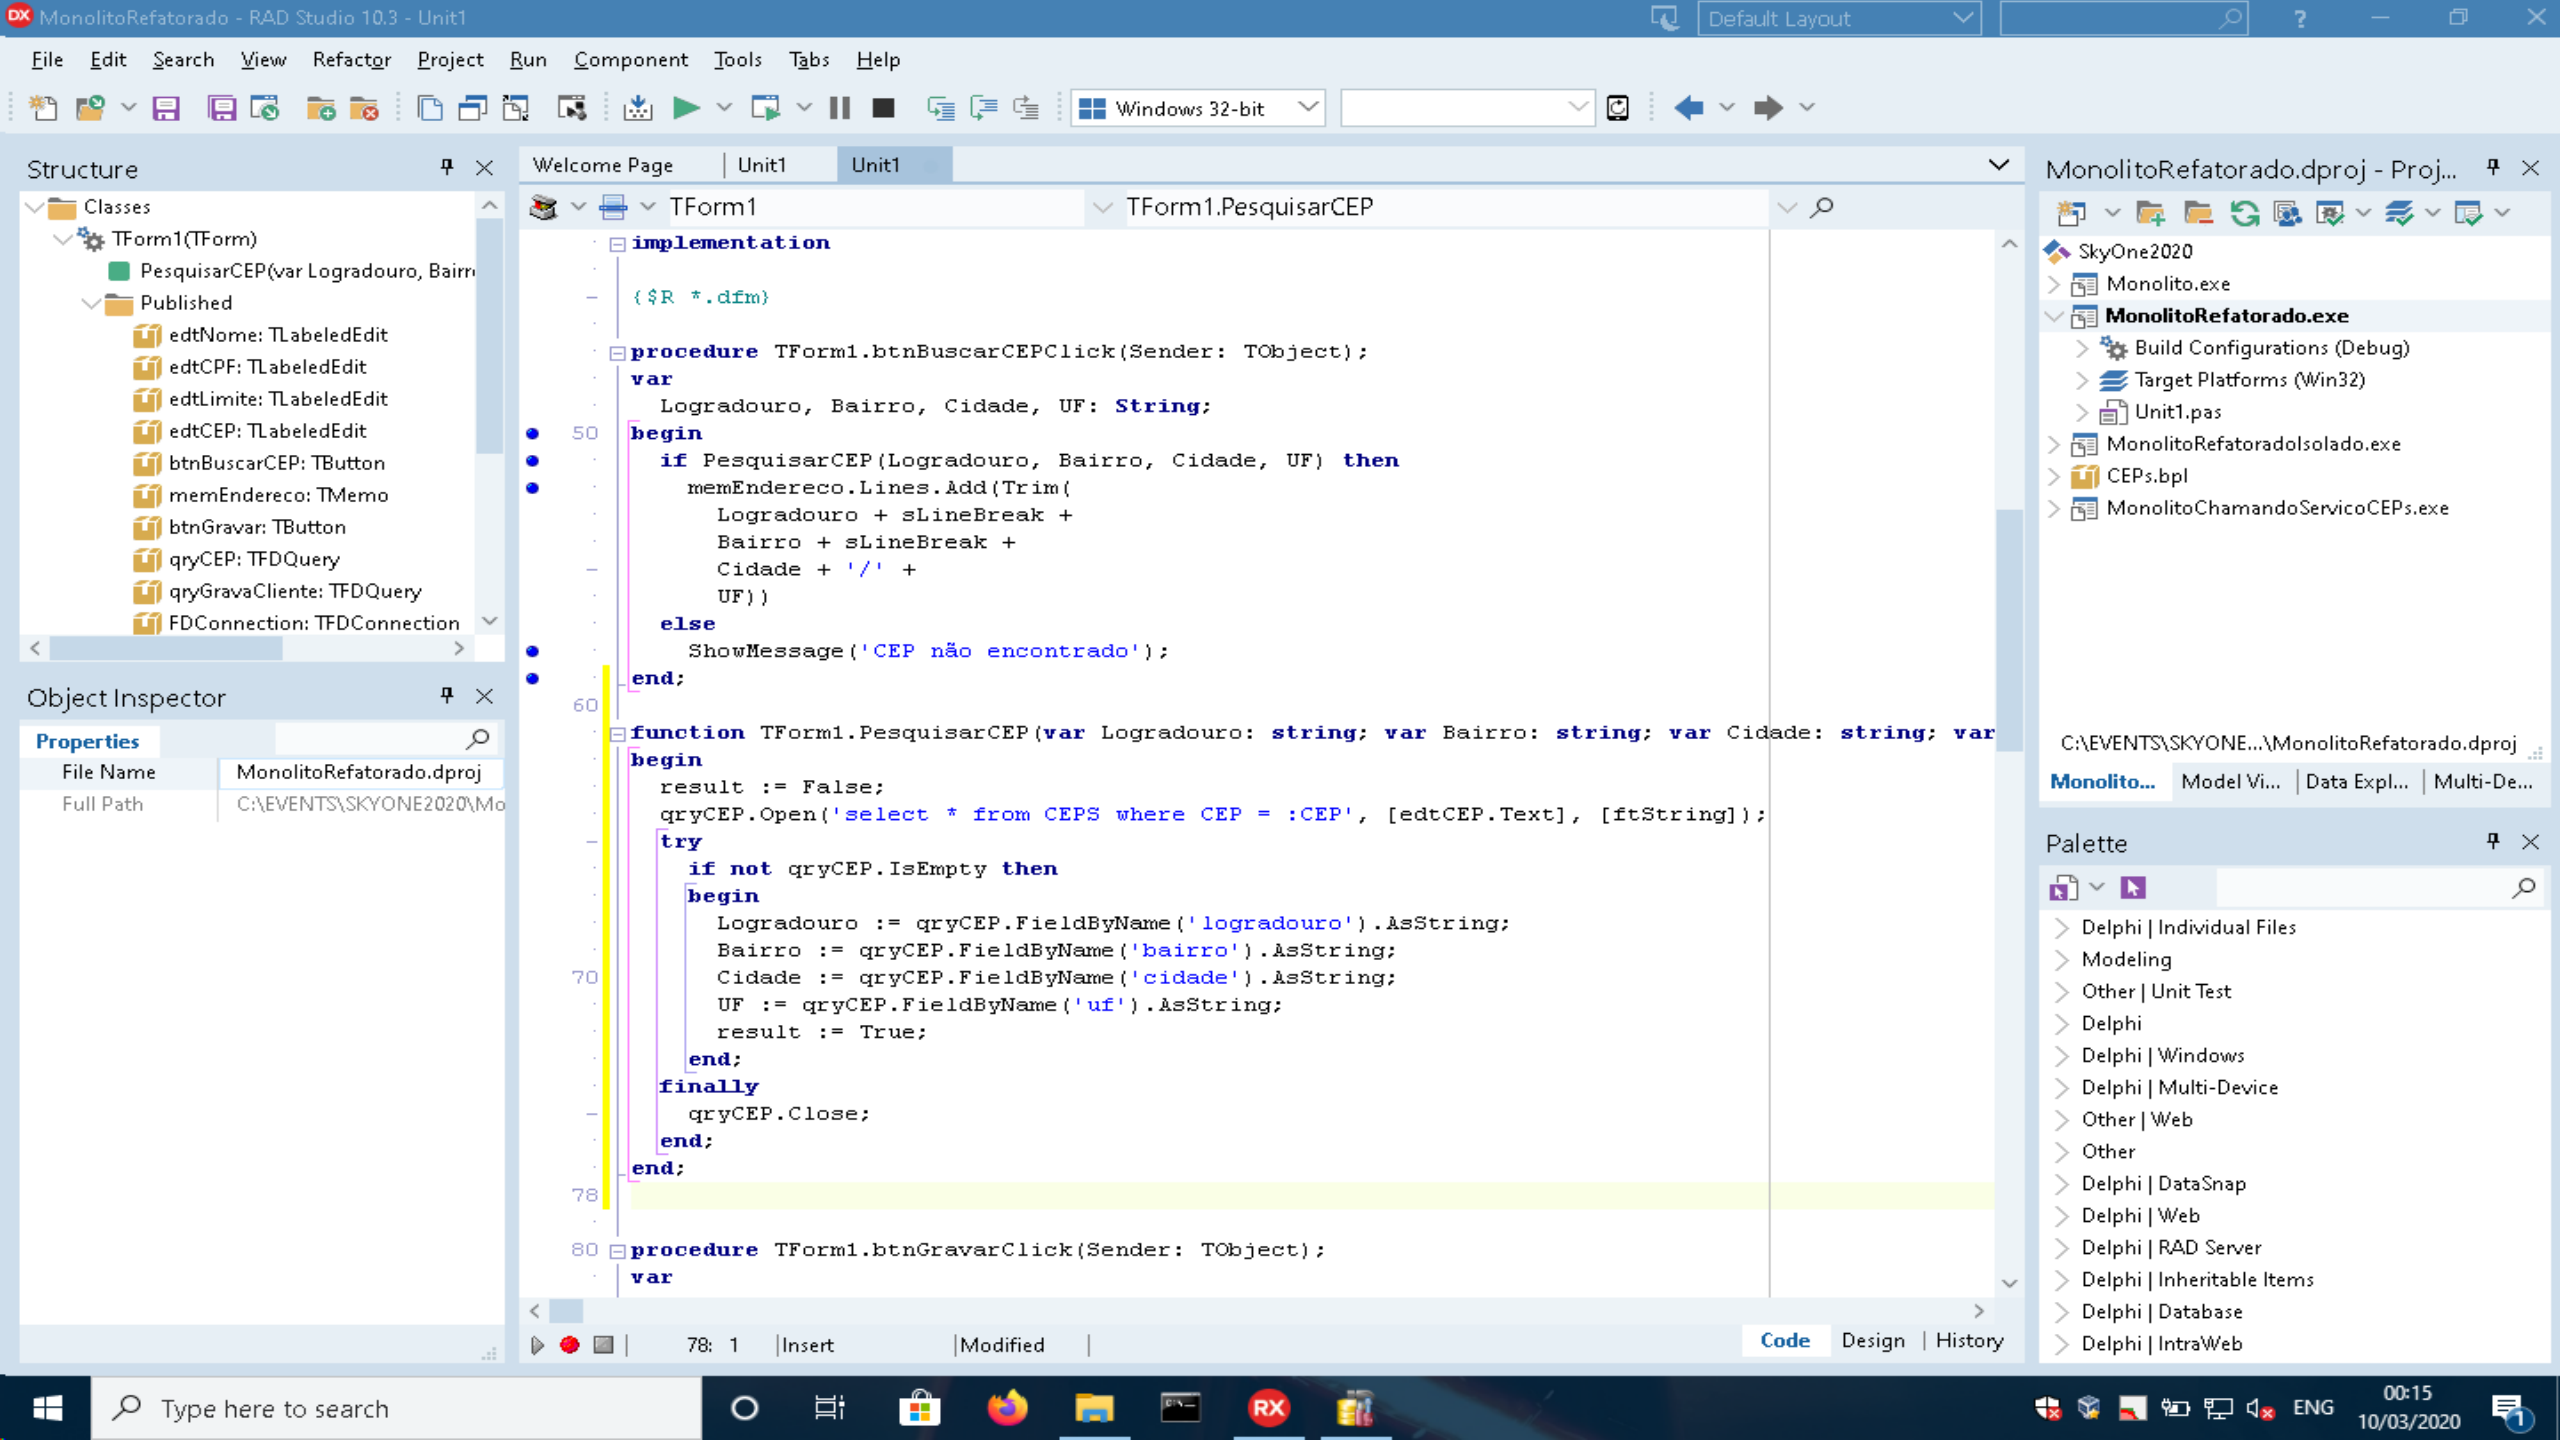 DX MonolitoRefatorado - RAD Studio 10.3 - Unit1
Default Layout
?
File Edit Search View Refactor Project Run Component Tools Tabs Help
Windows 32-bit
Structure
Classes
TForm1(TForm)
PesquisarCEP(var Logradouro, Bairr
Published
edtNome: TLabeledEdit
edtCPF: TLabeledEdit
edtLimite: TLabeledEdit
edtCEP: TLabeledEdit
btnBuscarCEP: TButton
memEndereco: TMemo
btnGravar: TButton
qryCEP: TFDQuery
qryGravaCliente: TFDQuery
FDConnection: TFDConnection
Object Inspector
Properties
File Name MonolitoRefatorado.dproj
Full Path C:\EVENTS\SKYONE2020\Mo
Welcome Page Unit1 Unit1
TForm1 TForm1.PesquisarCEP
implementation
{$R *.dfm}
procedure TForm1.btnBuscarCEPClick(Sender: TObject);
var
Logradouro, Bairro, Cidade, UF: String;
50 begin
if PesquisarCEP(Logradouro, Bairro, Cidade, UF) then
memEndereco.Lines.Add(Trim(
Logradouro + sLineBreak +
Bairro + sLineBreak +
Cidade + '/' +
UF))
else
ShowMessage('CEP não encontrado');
end;
60
function TForm1.PesquisarCEP(var Logradouro: string; var Bairro: string; var Cidade: string; var
begin
result := False;
qryCEP.Open('select * from CEPS where CEP = :CEP', [edtCEP.Text], [ftString]);
try
if not qryCEP.IsEmpty then
begin
Logradouro := qryCEP.FieldByName('logradouro').AsString;
Bairro := qryCEP.FieldByName('bairro').AsString;
70 Cidade := qryCEP.FieldByName('cidade').AsString;
UF := qryCEP.FieldByName('uf').AsString;
result := True;
end;
finally
qryCEP.Close;
end;
end;
78
80 procedure TForm1.btnGravarClick(Sender: TObject);
var
78: 1 Insert Modified
Code Design History
MonolitoRefatorado.dproj - Proj...
SkyOne2020
Monolito.exe
MonolitoRefatorado.exe
Build Configurations (Debug)
Target Platforms (Win32)
Unit1.pas
MonolitoRefatoradoIsolado.exe
CEPs.bpl
MonolitoChamandoServicoCEPs.exe
C:\EVENTS\SKYONE...\MonolitoRefatorado.dproj
Monolito... Model Vi... Data Expl... Multi-De...
Palette
Delphi | Individual Files
Modeling
Other | Unit Test
Delphi
Delphi | Windows
Delphi | Multi-Device
Other | Web
Other
Delphi | DataSnap
Delphi | Web
Delphi | RAD Server
Delphi | Inheritable Items
Delphi | Database
Delphi | IntraWeb
Type here to search
RX
ENG
00:15
10/03/2020
1